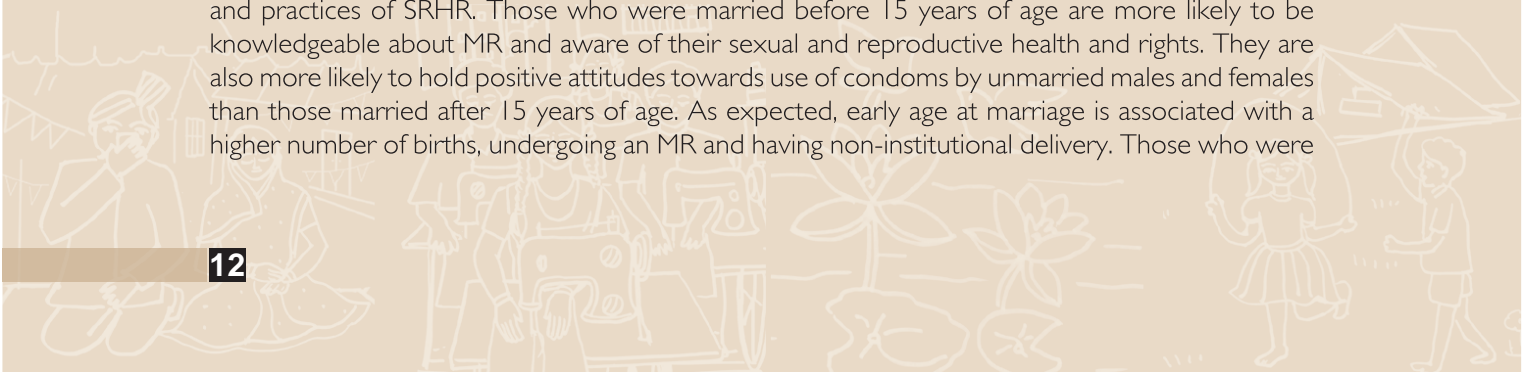 and practices of SRHR. Those who were married before 15 years of age are more likely to be
knowledgeable about MR and aware of their sexual and reproductive health and rights. They are
also more likely to hold positive attitudes towards use of condoms by unmarried males and females
than those married after 15 years of age. As expected, early age at marriage is associated with a
higher number of births, undergoing an MR and having non-institutional delivery. Those who were
12